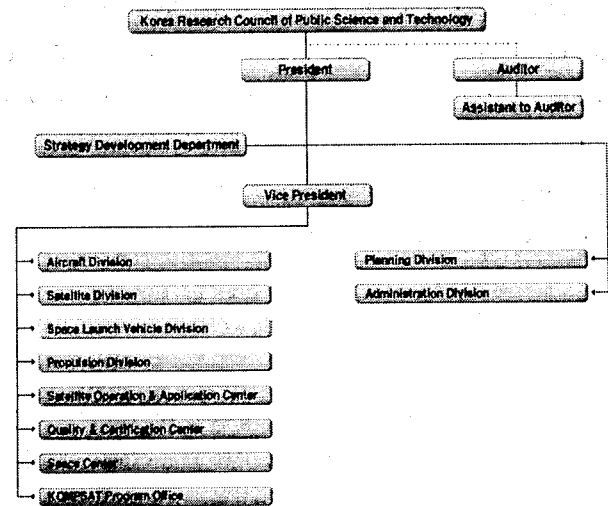 Korea Research Council of Public Science and Technology
President
Auditor
Assistant to Auditor
Strategy Development Department
Vice President
Aircraft Division
Planning Division
Satellite Division
Administration Division
Space Launch Vehicle Division
Propulsion Division
Satellite Operation & Application Center
Quality & Certification Center
Space Center
KOMPSAT Program Office